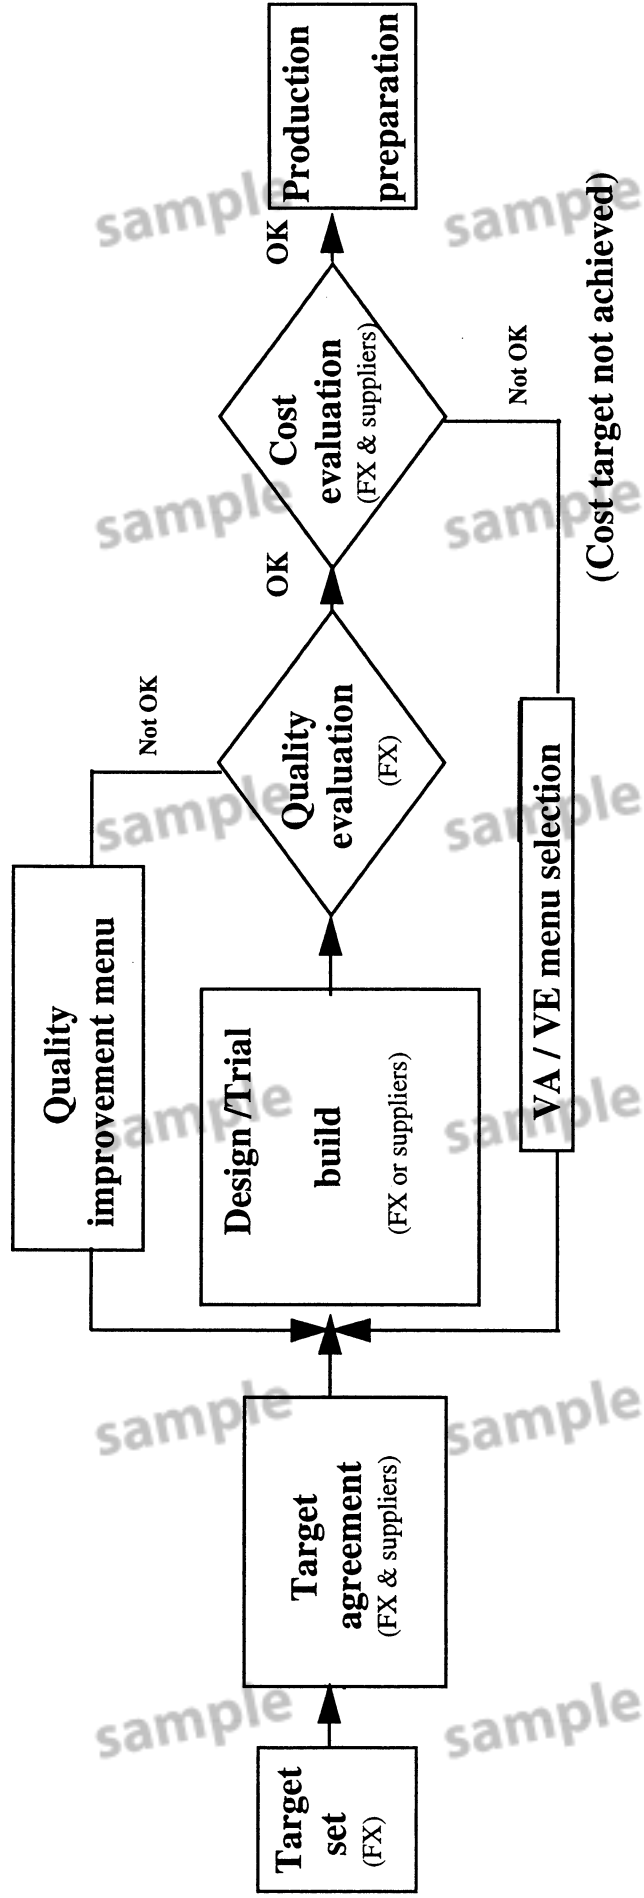 Target
set
(FX)
Target
agreement
(FX & suppliers)
Quality
improvement menu
Design /Trial
build
(FX or suppliers)
VA / VE menu selection
Quality
evaluation
(FX)
Not OK
OK
Cost
evaluation
(FX & suppliers)
Not OK
(Cost target not achieved)
OK
Production
preparation
sample
sample
sample
sample
sample
sample
sample
sample
sample
sample
sample
sample